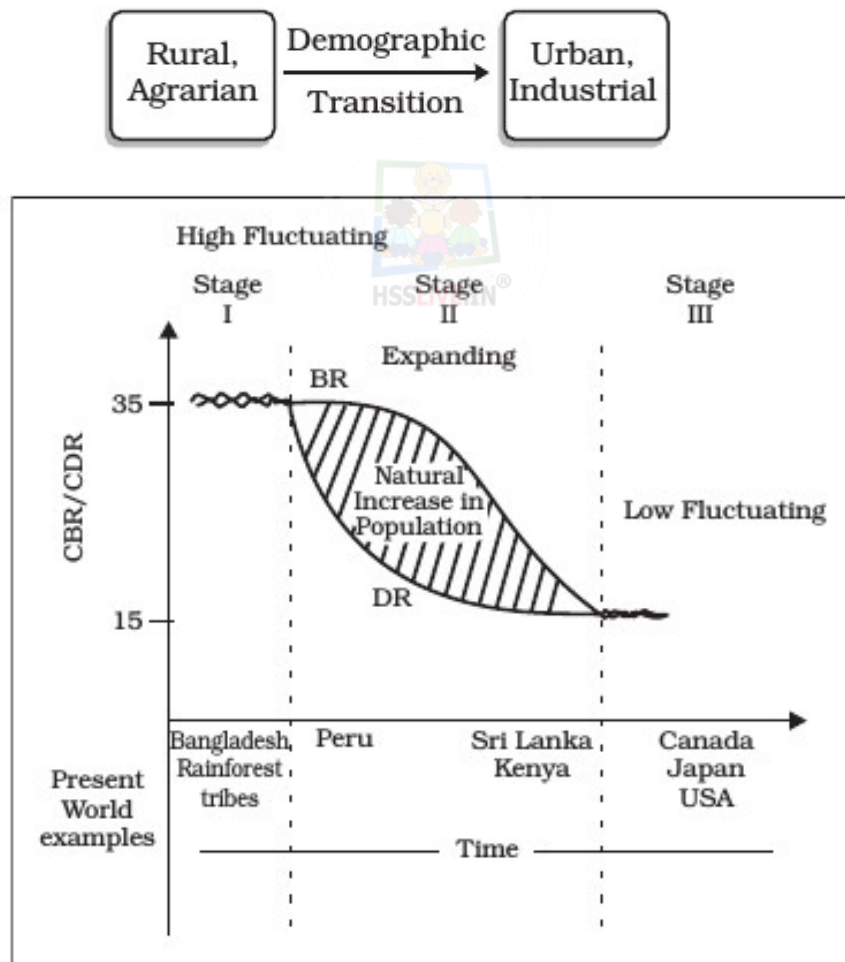 Rural,
Agrarian
Demographic
Transition
Urban,
Industrial
High Fluctuating
Stage
I
Stage
II
Stage
III
HSSLIVE.IN®
Expanding
BR
35
Natural
Increase in
Population
Low Fluctuating
CBR/CDR
DR
15
Present
World
examples
Bangladesh
Rainforest
tribes
Peru
Sri Lanka
Kenya
Canada
Japan
USA
Time